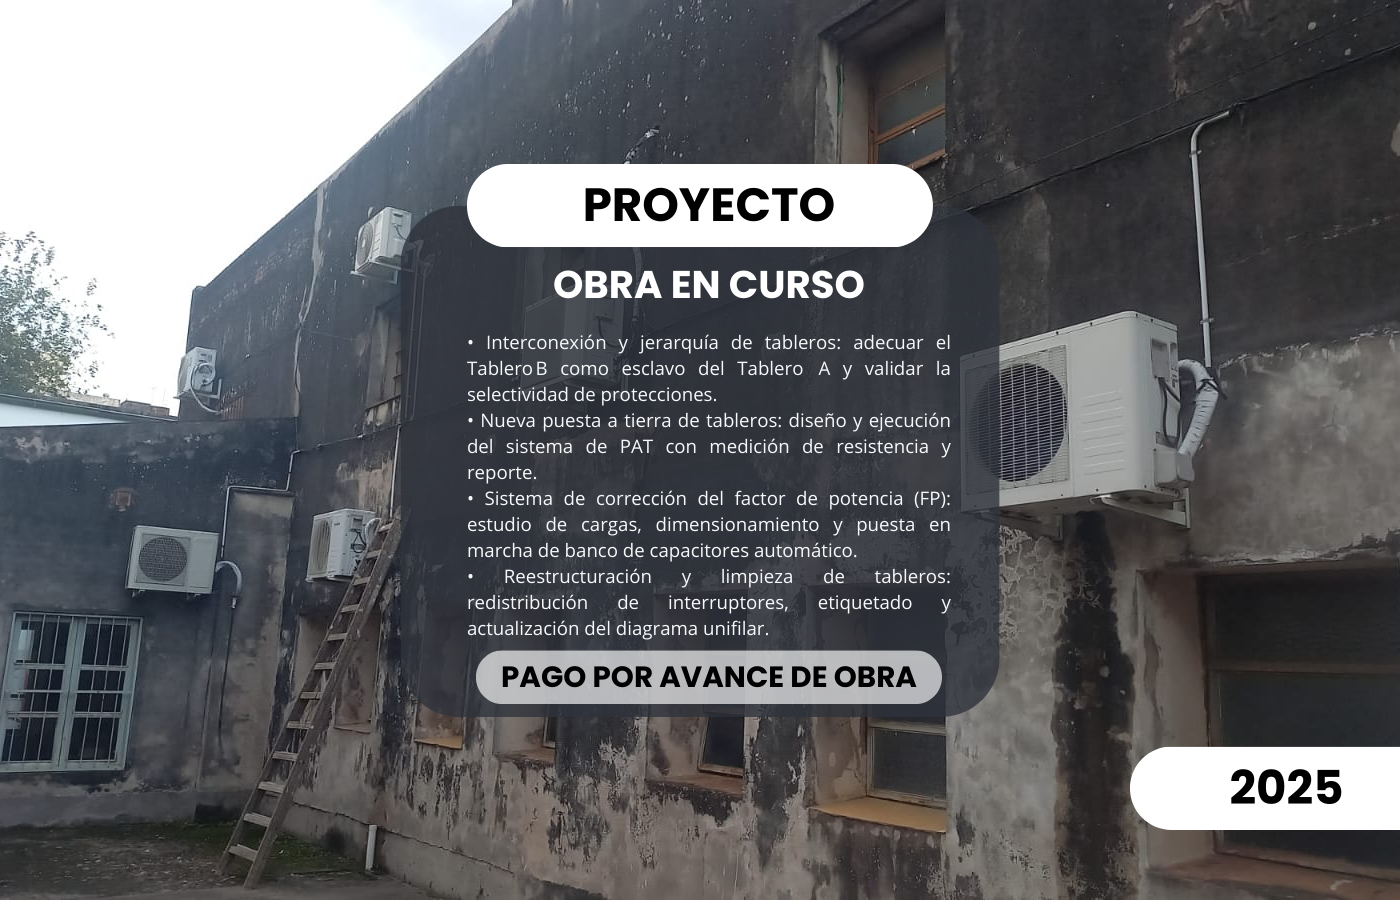 PROYECTO
OBRA EN CURSO
• Interconexión y jerarquía de tableros: adecuar el
Tablero B como esclavo del Tablero A y validar la
selectividad de protecciones.
• Nueva puesta a tierra de tableros: diseño y ejecución
del sistema de PAT con medición de resistencia y
reporte.
• Sistema de corrección del factor de potencia (FP):
estudio de cargas, dimensionamiento y puesta en
marcha de banco de capacitores automático.
• Reestructuración y limpieza de tableros:
redistribución de interruptores, etiquetado y
actualización del diagrama unifilar.
PAGO POR AVANCE DE OBRA
2025